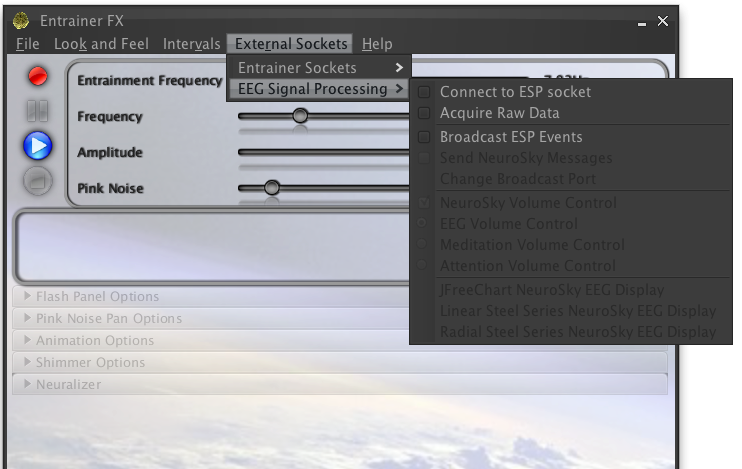 Entrainer FX
File Look and Feel Intervals External Sockets Help
Entrainer Sockets
EEG Signal Processing
Connect to ESP socket
Acquire Raw Data
Broadcast ESP Events
Send NeuroSky Messages
Change Broadcast Port
NeuroSky Volume Control
EEG Volume Control
Meditation Volume Control
Attention Volume Control
JFreeChart NeuroSky EEG Display
Linear Steel Series NeuroSky EEG Display
Radial Steel Series NeuroSky EEG Display
Entrainment Frequency
Frequency
Amplitude
Pink Noise
Flash Panel Options
Pink Noise Pan Options
Animation Options
Shimmer Options
Neuralizer